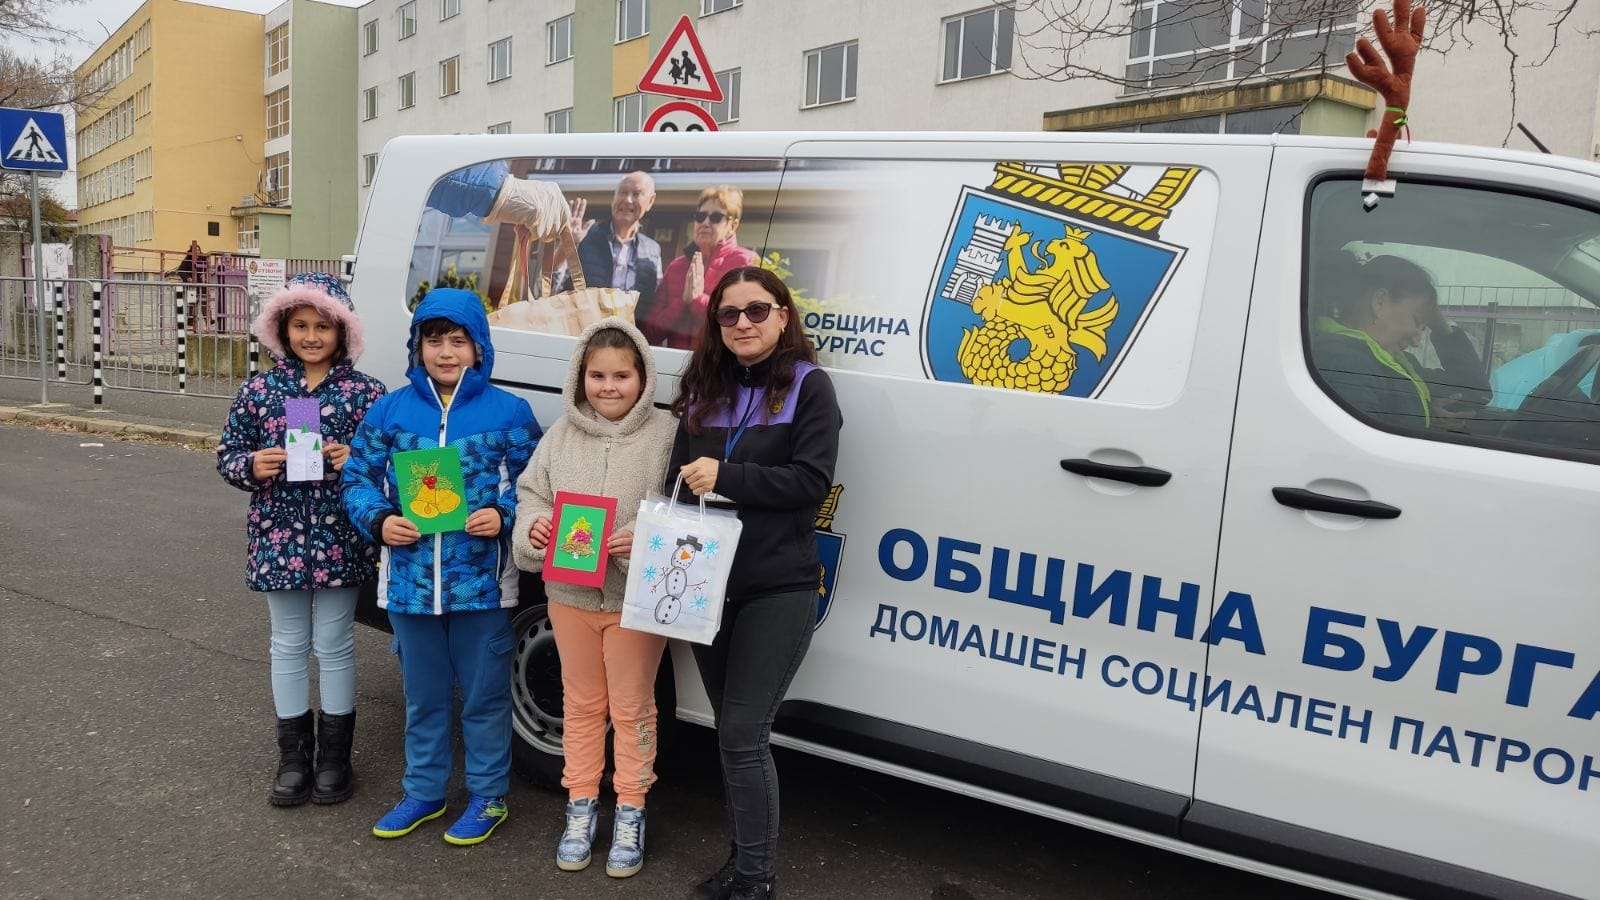 ОБЩИНА
БУРГАС
ОБЩИНА БУРГА
ДОМАШЕН СОЦИАЛЕН ПАТРОН